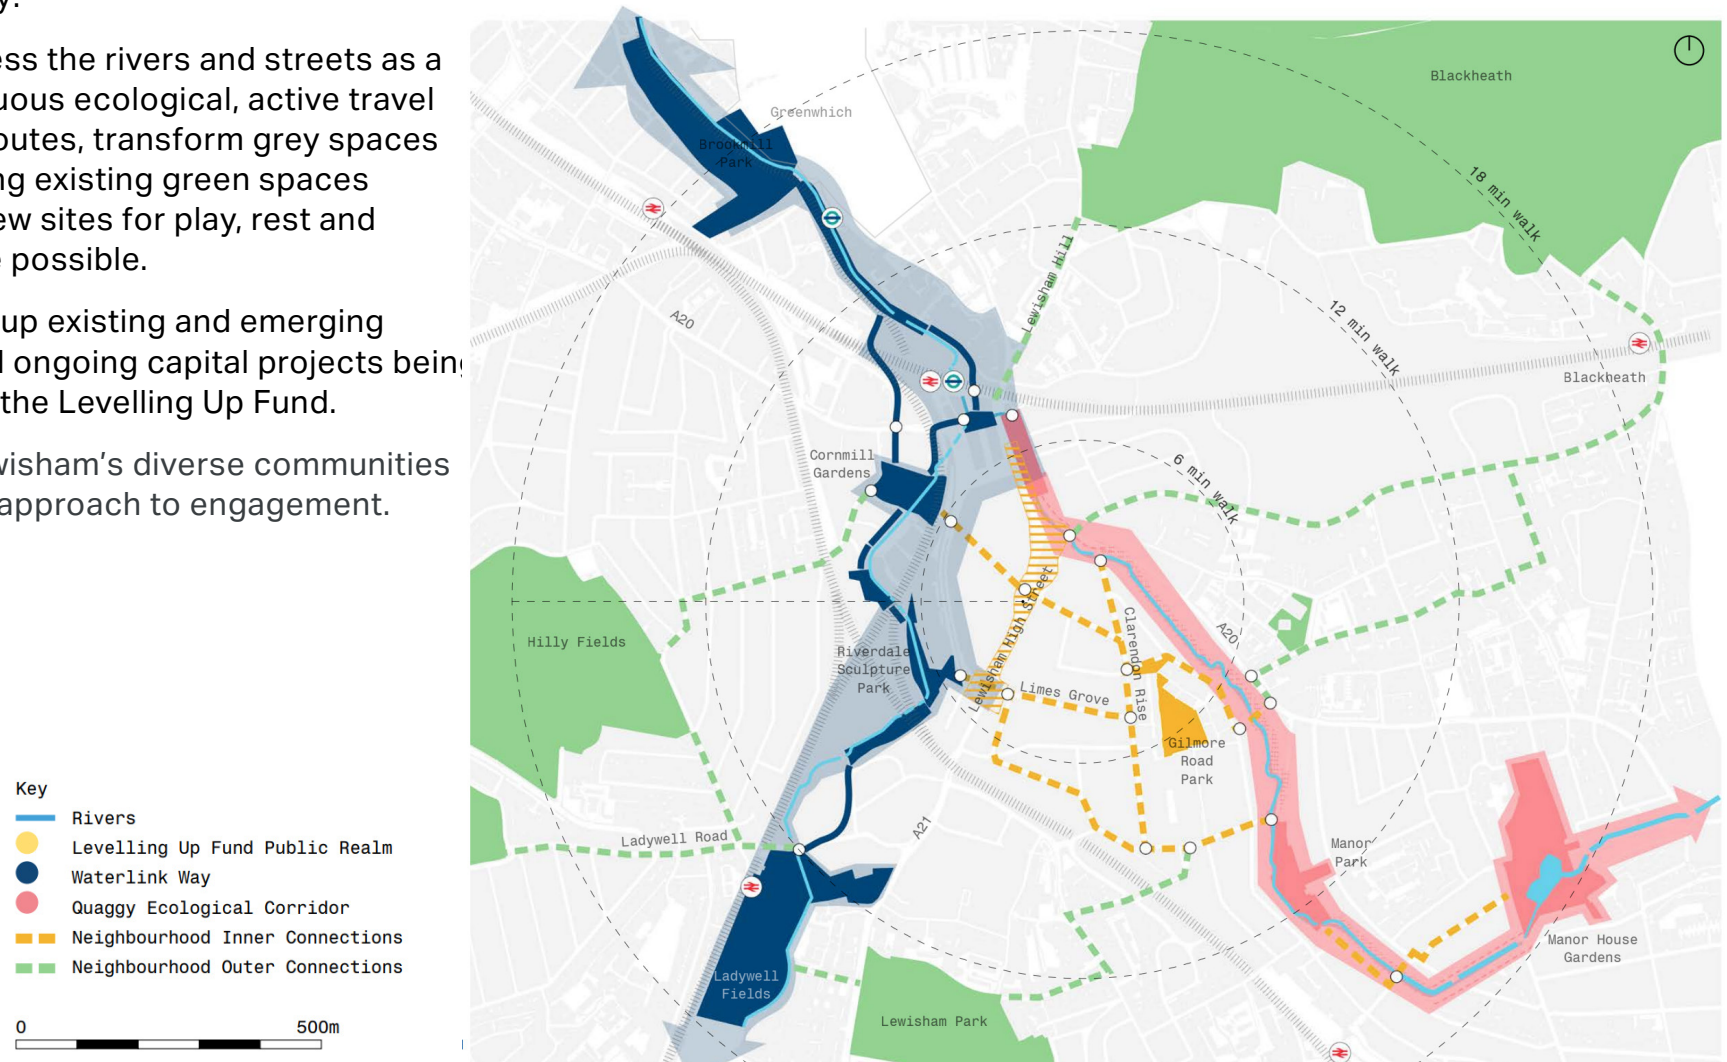 y.
ess the rivers and streets as a
uous ecological, active travel
outes, transform grey spaces
ng existing green spaces
ew sites for play, rest and
e possible.
up existing and emerging
d ongoing capital projects being
the Levelling Up Fund.
wisham's diverse communities
approach to engagement.
Key
Rivers
Levelling Up Fund Public Realm
Waterlink Way
Quaggy Ecological Corridor
Neighbourhood Inner Connections
Neighbourhood Outer Connections
0
500m
Blackheath
Greenwhich
Brookmill
Park
18 min walk
Lewisham Hill
12 min walk
A20
Blackheath
Cornmill
Gardens
6 min walk
Lewisham High Street
Clarendon Rise
A20
Hilly Fields
Riverdale
Sculpture
Park
Limes Grove
Gilmore
Road
Park
Ladywell Road
A21
Manor
Park
Manor House
Gardens
Ladywell
Fields
Lewisham Park